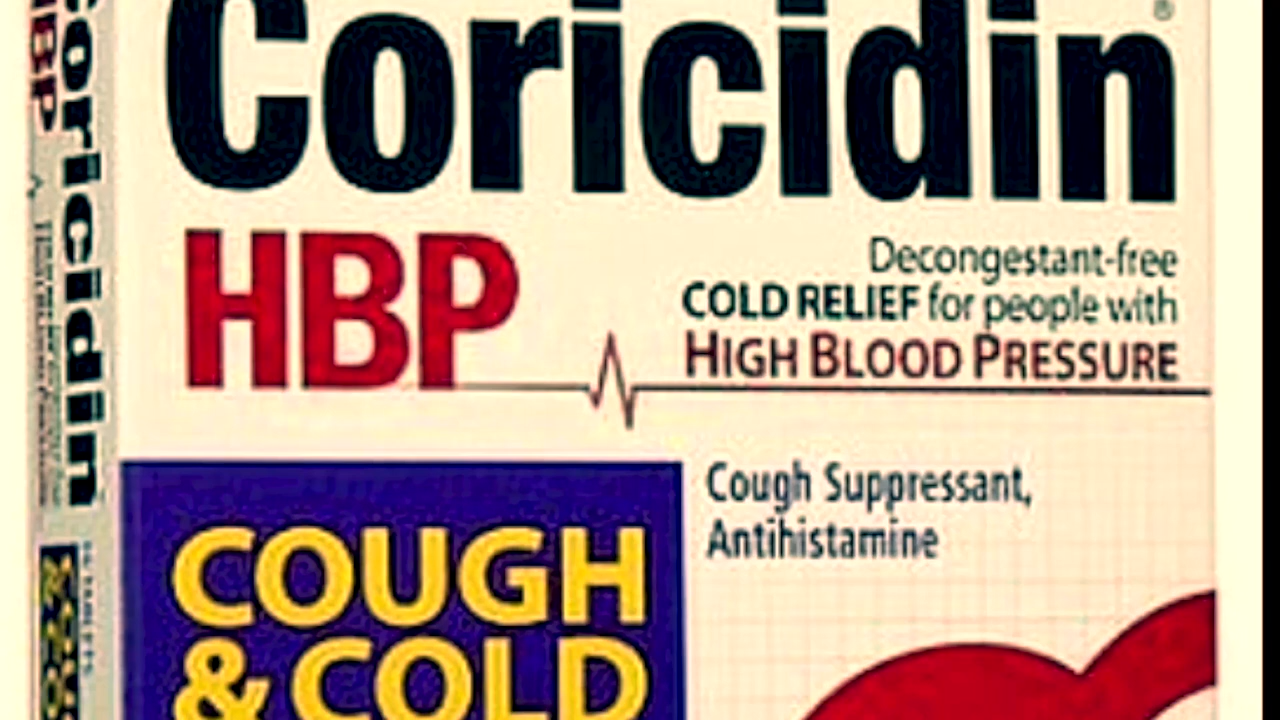 Coricidin®
HBP
Decongestant-free
COLD RELIEF for people with
HIGH BLOOD PRESSURE
COUGH
& COLD
Cough Suppressant,
Antihistamine
coricidin
HBP